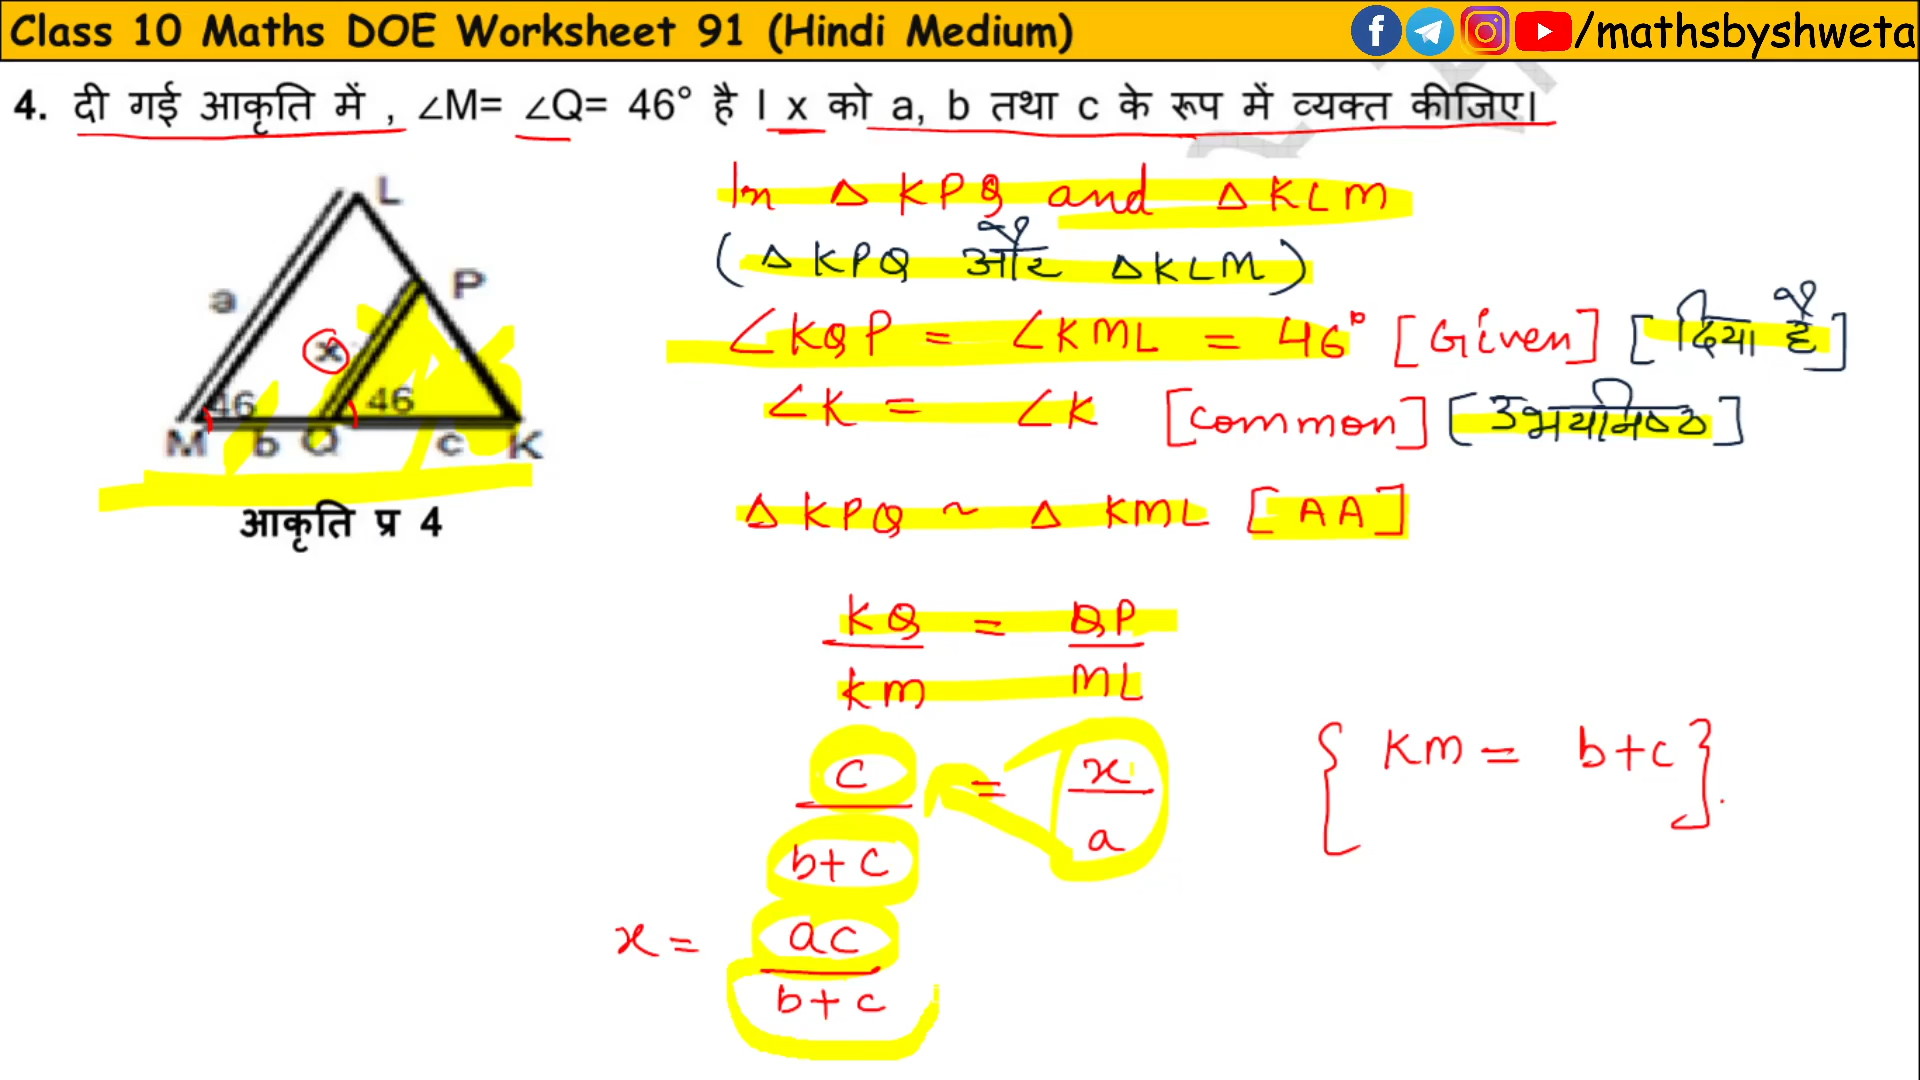 Class 10 Maths DOE Worksheet 91 (Hindi Medium)
/mathsbyshweta
4. दी गई आकृति में , ∠M= ∠Q= 46° है । x को a, b तथा c के रूप में व्यक्त कीजिए।
L
P
a
x
46
46
M b Q c K
आकृति प्र 4
In △ KPQ and △ KLM
(△ KPQ और △ KLM)
∠KQP = ∠KML = 46° [Given] [दिया है]
∠K = ∠K [Common] [उभयनिष्ठ]
△ KPQ ~ △ KML [AA]
KQ = QP
KM ML
c = x
b+c a
{ KM = b+c }
x = ac
b+c